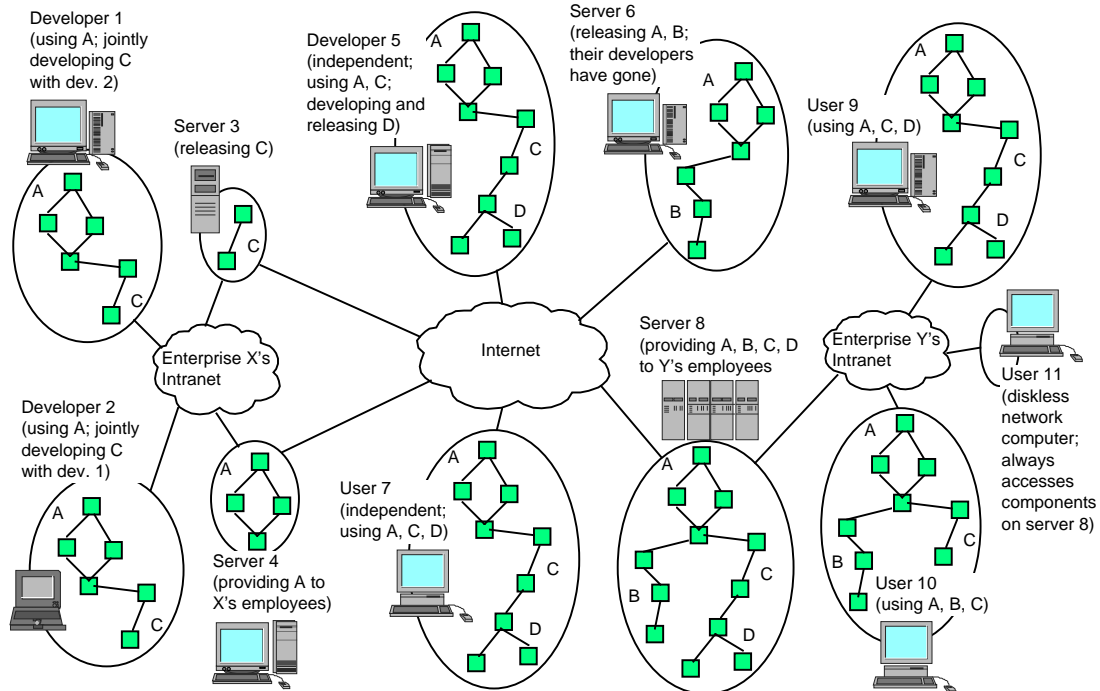 Developer 1
(using A; jointly
developing C
with dev. 2)
A
C
Server 3
(releasing C)
C
Developer 5
(independent;
using A, C;
developing and
releasing D)
A
C
D
Server 6
(releasing A, B;
their developers
have gone)
A
B
User 9
(using A, C, D)
A
C
D
Enterprise X's
Intranet
Internet
Server 8
(providing A, B, C, D
to Y's employees
A
B
C
D
Enterprise Y's
Intranet
User 11
(diskless
network
computer;
always
accesses
components
on server 8)
Developer 2
(using A; jointly
developing C
with dev. 1)
A
C
A
Server 4
(providing A to
X's employees)
User 7
(independent;
using A, C, D)
A
C
D
A
B
C
User 10
(using A, B, C)